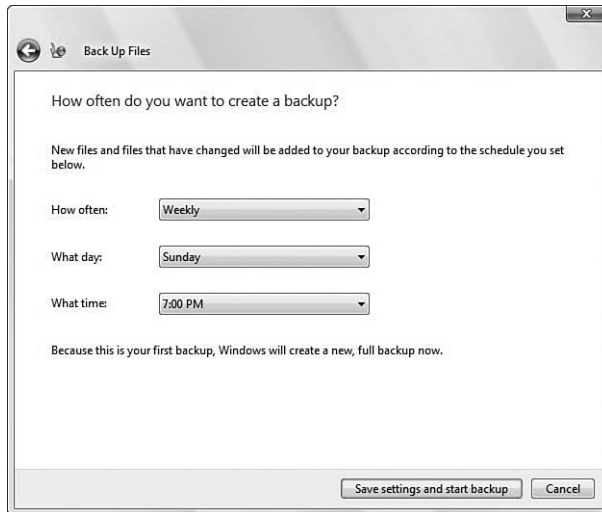 Back Up Files
How often do you want to create a backup?
New files and files that have changed will be added to your backup according to the schedule you set
below.
How often: Weekly
What day: Sunday
What time: 7:00 PM
Because this is your first backup, Windows will create a new, full backup now.
Save settings and start backup Cancel